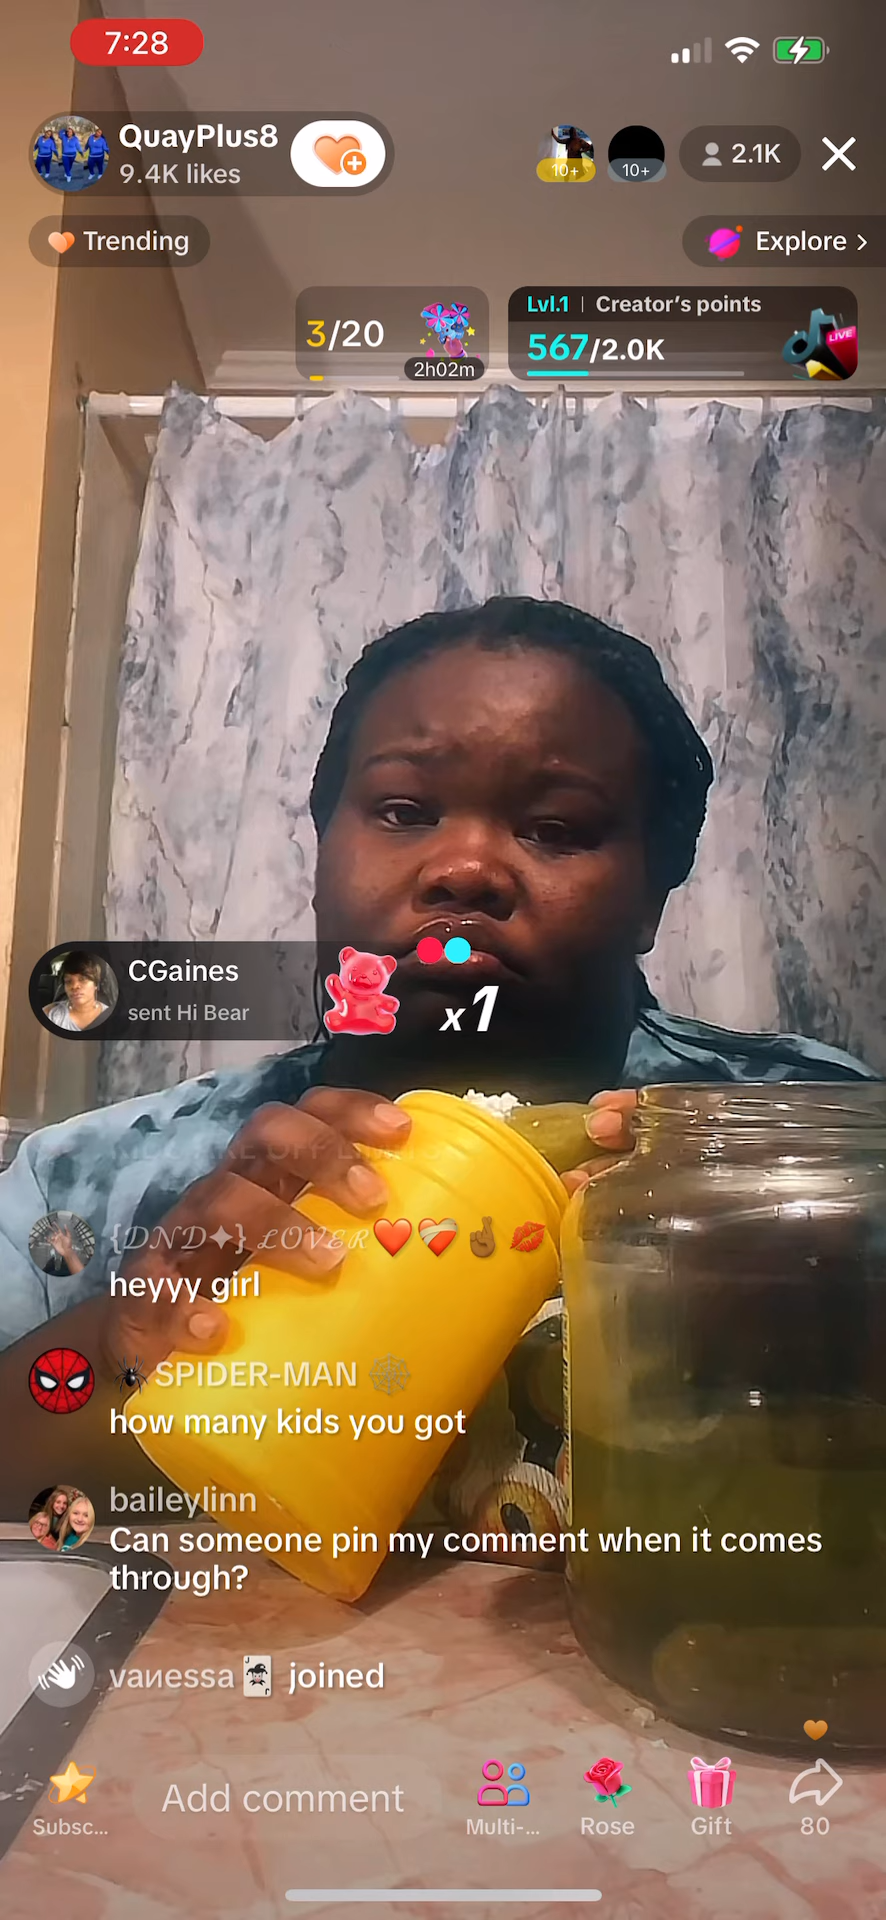 7:28
QuayPlus8
9.4K likes
10+
10+
2.1K
Trending
Explore >
3/20
2h02m
Lvl.1 | Creator's points
567/2.0K
LIVE
CGaines
sent Hi Bear
x1
{DND✦} LOVER❤️❤️‍🩹🤞🏾💋
heyyy girl
🕷️SPIDER-MAN 🕸️
how many kids you got
baileylinn
Can someone pin my comment when it comes
through?
vaиessa🃏 joined
Subsc...
Add comment
Multi-...
Rose
Gift
80